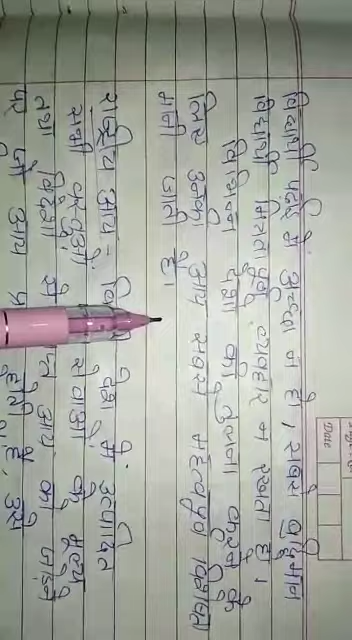 विद्यार्थी पढ़ने में अच्छा न हो, सबसे बुद्धिमान
विद्यार्थी मित्रतापूर्ण व्यवहार न रखता हो।
विभिन्न देशों की तुलना करने के
लिए उनकी आय सबसे महत्वपूर्ण विशेषता
मानी जाती है।
राष्ट्रीय आय - देश में उत्पादित
सभी वस्तुओं सेवाओं के मूल्य
तथा विदेशों से आय को जोड़ने
पर जो आय होती है, उसे
Date